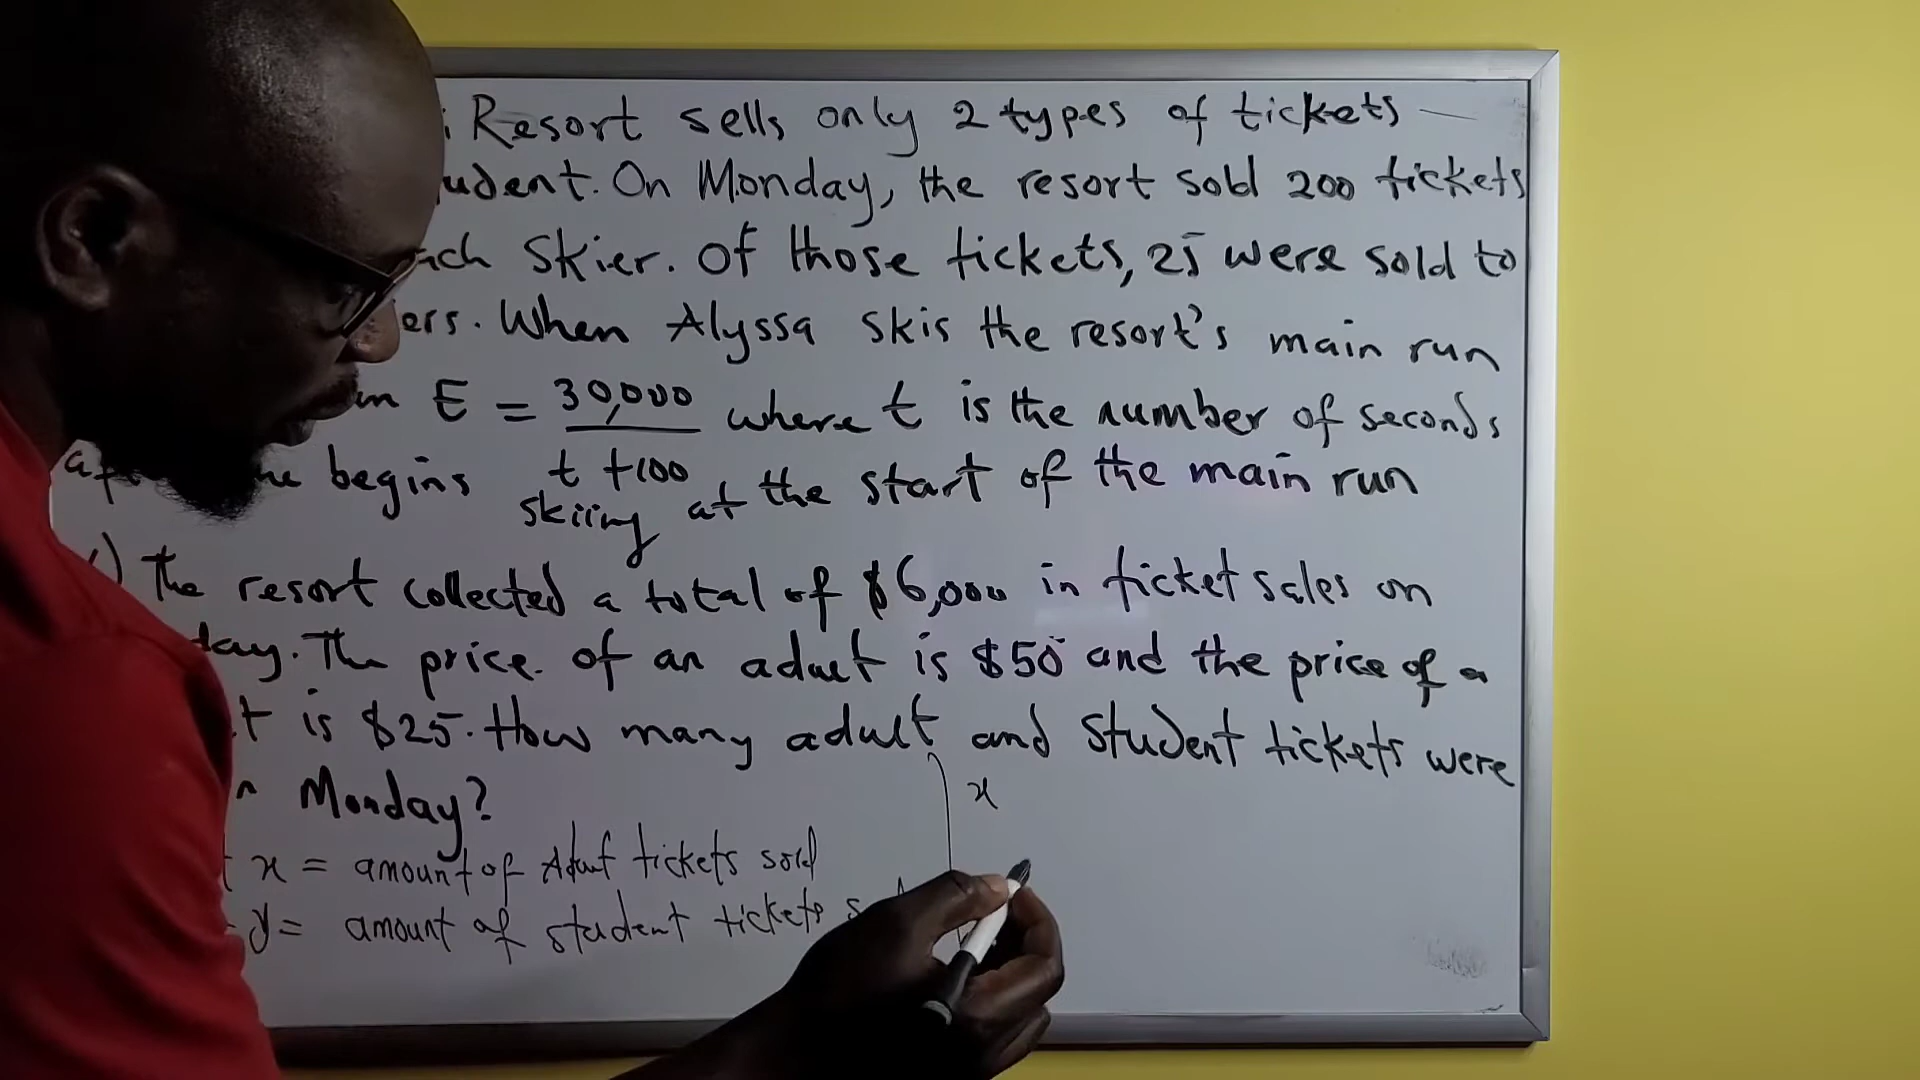 : Resort sells only 2 types of tickets —
udent. On Monday, the resort sold 200 tickets
ach skier. Of those tickets, 25 were sold to
ers. When Alyssa skis the resort's main run
E = 30,000 where t is the number of seconds
t + 100
begins skiing at the start of the main run
) The resort collected a total of $6,000 in ticket sales on
day. The price of an adult is $50 and the price of a
t is $25. How many adult and student tickets were
n Monday?
x
x = amount of Adult tickets sold
y = amount of student tickets s